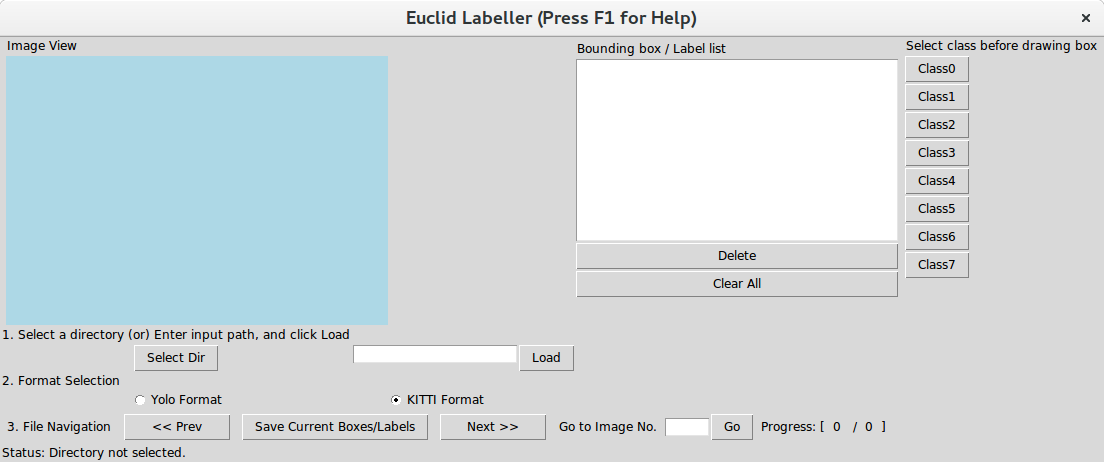 Euclid Labeller (Press F1 for Help)
×
Image View
Bounding box / Label list
Select class before drawing box
Class0
Class1
Class2
Class3
Class4
Class5
Class6
Class7
Delete
Clear All
1. Select a directory (or) Enter input path, and click Load
Select Dir
Load
2. Format Selection
Yolo Format
KITTI Format
3. File Navigation
<< Prev
Save Current Boxes/Labels
Next >>
Go to Image No.
Go
Progress: [ 0 / 0 ]
Status: Directory not selected.